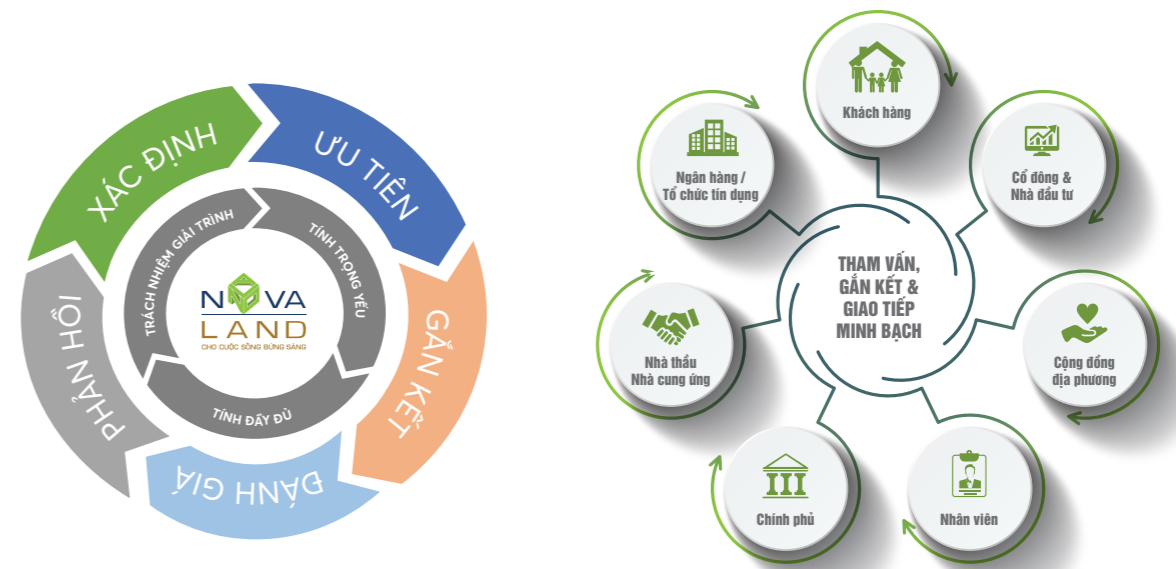 XÁC ĐỊNH
ƯU TIÊN
GẮN KẾT
ĐÁNH GIÁ
PHẢN HỒI
TRÁCH NHIỆM GIẢI TRÌNH
TÍNH TRỌNG YẾU
TÍNH ĐẦY ĐỦ
NOVA
LAND
CHO CUỘC SỐNG BỪNG SÁNG
Khách hàng
Cổ đông &
Nhà đầu tư
Cộng đồng
địa phương
Nhân viên
Chính phủ
Nhà thầu
Nhà cung ứng
Ngân hàng /
Tổ chức tín dụng
THAM VẤN,
GẮN KẾT &
GIAO TIẾP
MINH BẠCH